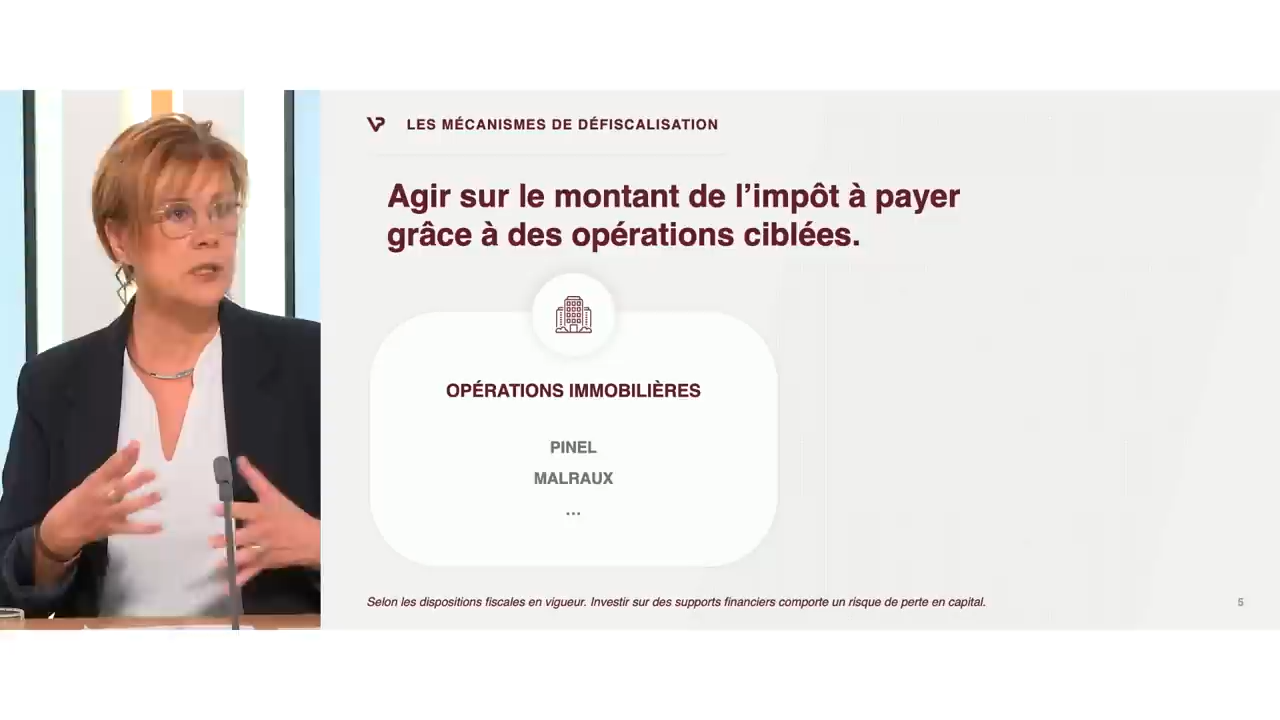 LES MÉCANISMES DE DÉFISCALISATION
Agir sur le montant de l’impôt à payer
grâce à des opérations ciblées.
OPÉRATIONS IMMOBILIÈRES
PINEL
MALRAUX
...
Selon les dispositions fiscales en vigueur. Investir sur des supports financiers comporte un risque de perte en capital.
5